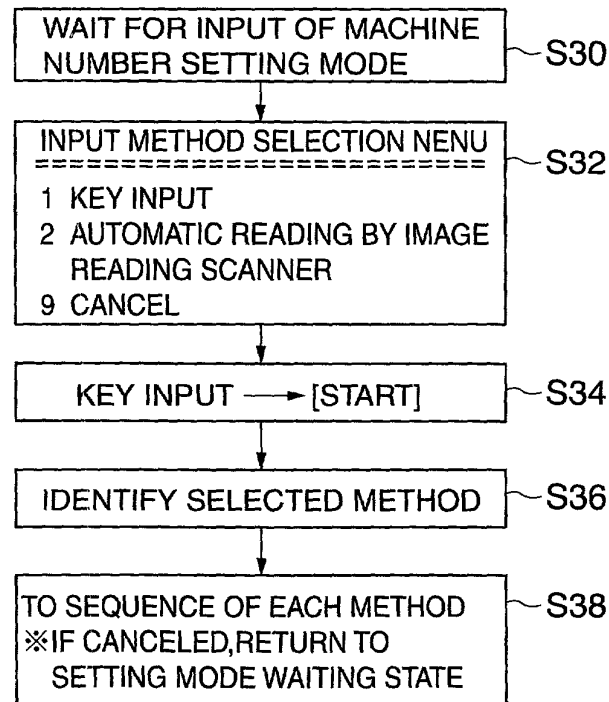 WAIT FOR INPUT OF MACHINE
NUMBER SETTING MODE
S30
INPUT METHOD SELECTION NENU
===========================
S32
1 KEY INPUT
2 AUTOMATIC READING BY IMAGE
READING SCANNER
9 CANCEL
KEY INPUT → [START]
S34
IDENTIFY SELECTED METHOD
S36
TO SEQUENCE OF EACH METHOD
S38
※IF CANCELED,RETURN TO
SETTING MODE WAITING STATE